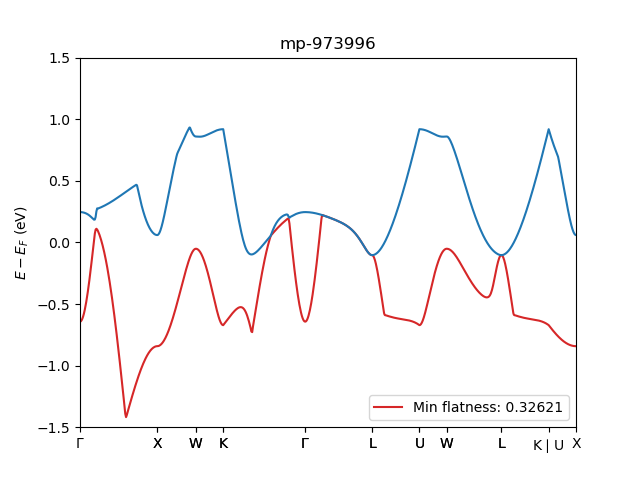 mp-973996
E − E_F (eV)
1.5
1.0
0.5
0.0
−0.5
−1.0
−1.5
Min flatness: 0.32621
Γ X W K Γ L U W L K | U X